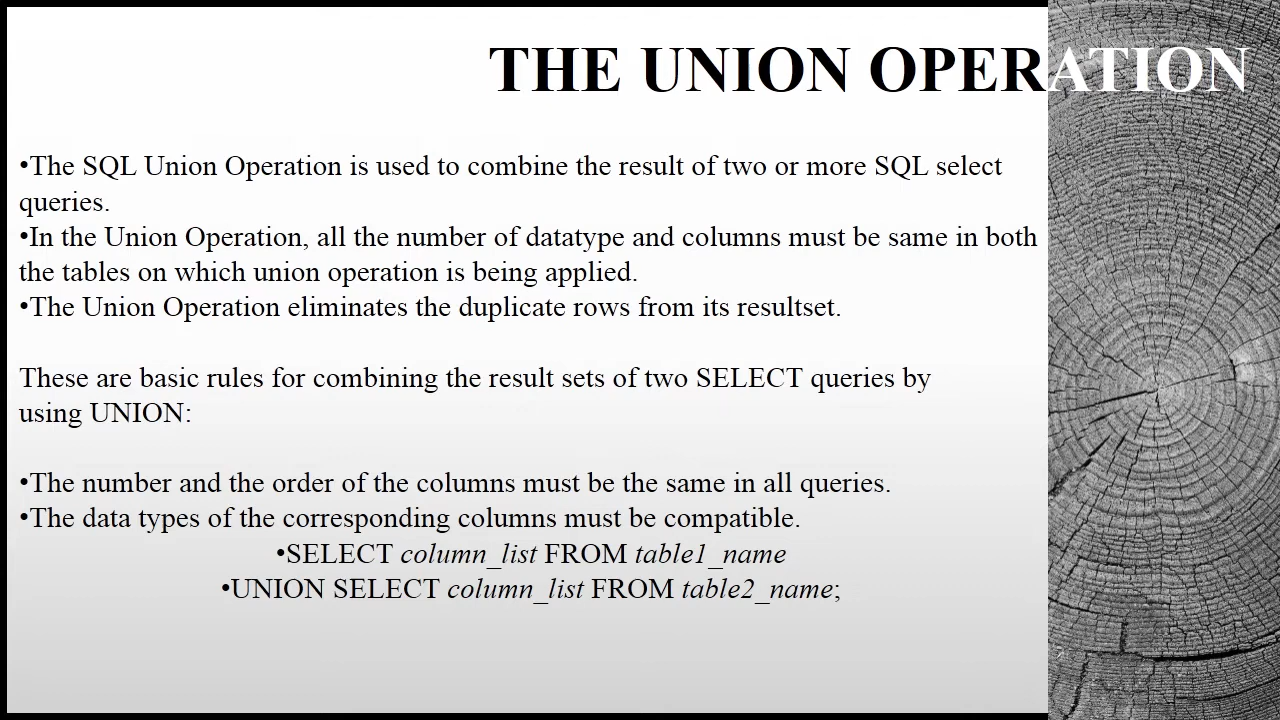 THE UNION OPERATION
•The SQL Union Operation is used to combine the result of two or more SQL select
queries.
•In the Union Operation, all the number of datatype and columns must be same in both
the tables on which union operation is being applied.
•The Union Operation eliminates the duplicate rows from its resultset.
These are basic rules for combining the result sets of two SELECT queries by
using UNION:
•The number and the order of the columns must be the same in all queries.
•The data types of the corresponding columns must be compatible.
•SELECT column_list FROM table1_name
•UNION SELECT column_list FROM table2_name;